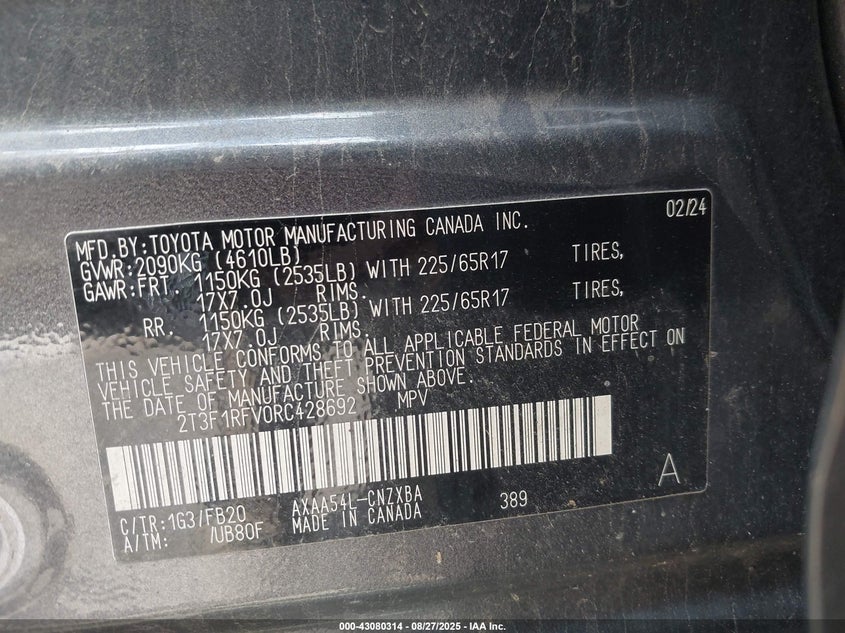 02/24
MFD.BY:TOYOTA MOTOR MANUFACTURING CANADA INC.
GVWR:2090KG (4610LB)
GAWR:FRT. 1150KG (2535LB) WITH 225/65R17 TIRES,
17X7.0J RIMS.
RR. 1150KG (2535LB) WITH 225/65R17 TIRES,
17X7.0J RIMS.
THIS VEHICLE CONFORMS TO ALL APPLICABLE FEDERAL MOTOR
VEHICLE SAFETY AND THEFT PREVENTION STANDARDS IN EFFECT ON
THE DATE OF MANUFACTURE SHOWN ABOVE.
2T3F1RFV0RC428692 MPV
A
C/TR:1G3/FB20 AXAA54L-CNZXBA 389
A/TM: /UB80F MADE IN CANADA
000-43080314 - 08/27/2025 - IAA Inc.